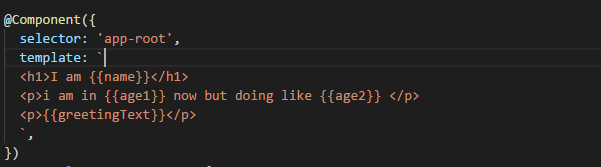 @Component({
  selector: 'app-root',
  template: `
  <h1>I am {{name}}</h1>
  <p>i am in {{age1}} now but doing like {{age2}} </p>
  <p>{{greetingText}}</p>
  `,
})